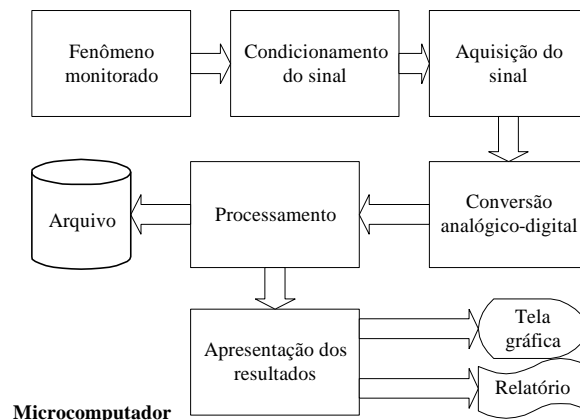 Fenômeno
monitorado
Condicionamento
do sinal
Aquisição do
sinal
Arquivo
Processamento
Conversão
analógico-digital
Apresentação dos
resultados
Tela
gráfica
Relatório
Microcomputador